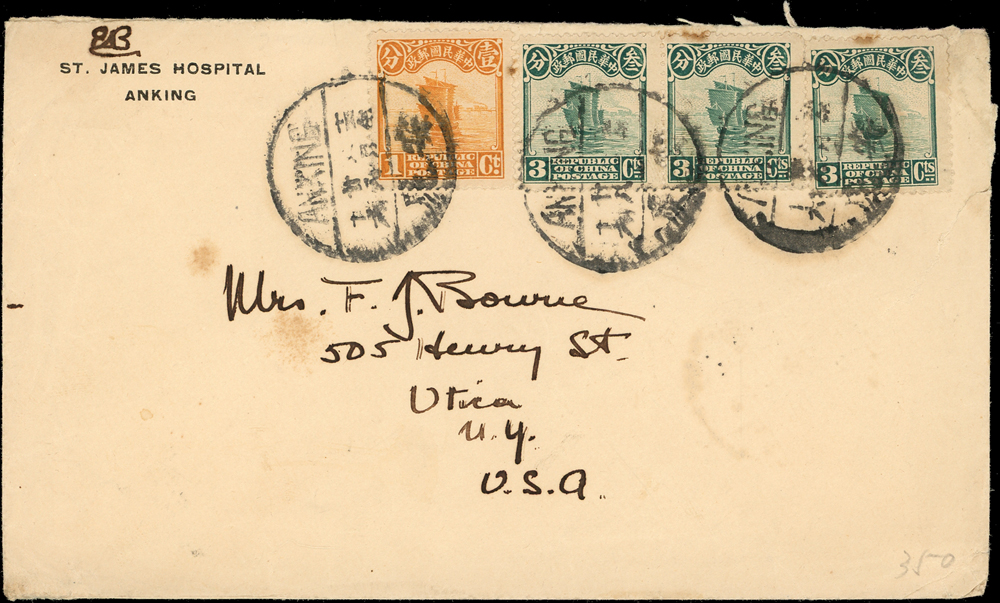 EB
ST. JAMES HOSPITAL
ANKING
分 中華民國郵政 壹
1 REPUBLIC OF CHINA POSTAGE Ct.
分 中華民國郵政 叁
3 REPUBLIC OF CHINA POSTAGE Cts
分 中華民國郵政 叁
3 REPUBLIC OF CHINA POSTAGE Cts
分 中華民國郵政 叁
3 REPUBLIC OF CHINA POSTAGE Cts
ANKING
ANKING
ANKING
Mrs. F. J. Bourne
505 Henry St.
Utica
N.Y.
U.S.A.
350